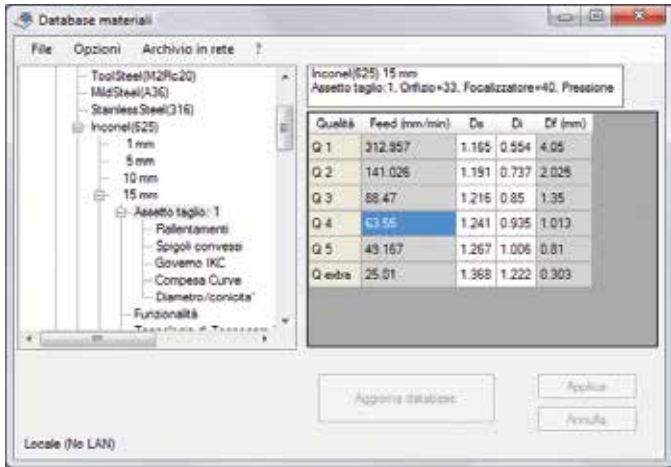 Database materiali
File Opzioni Archivio in rete ?
ToolSteel(M2Rc20)
MildSteel(A36)
Stainless Steel(316)
Inconel(625)
1 mm
5 mm
10 mm
15 mm
Assetto taglio: 1
Rallentamenti
Spigoli convessi
Governo IKC
Compesa Curve
Diametro/conicita'
Funzionalità
Inconel(625) 15 mm
Assetto taglio: 1, Orifizio=33, Focalizzatore=40, Pressione
Qualità Feed (mm/min) Ds Di Df (mm)
Q 1 312.957 1.165 0.554 4.05
Q 2 141.026 1.191 0.737 2.025
Q 3 88.47 1.216 0.85 1.35
Q 4 63.55 1.241 0.935 1.013
Q 5 49.167 1.267 1.006 0.81
Q extra 25.01 1.368 1.222 0.303
Aggiorna database
Applica
Annulla
Locale (No LAN)